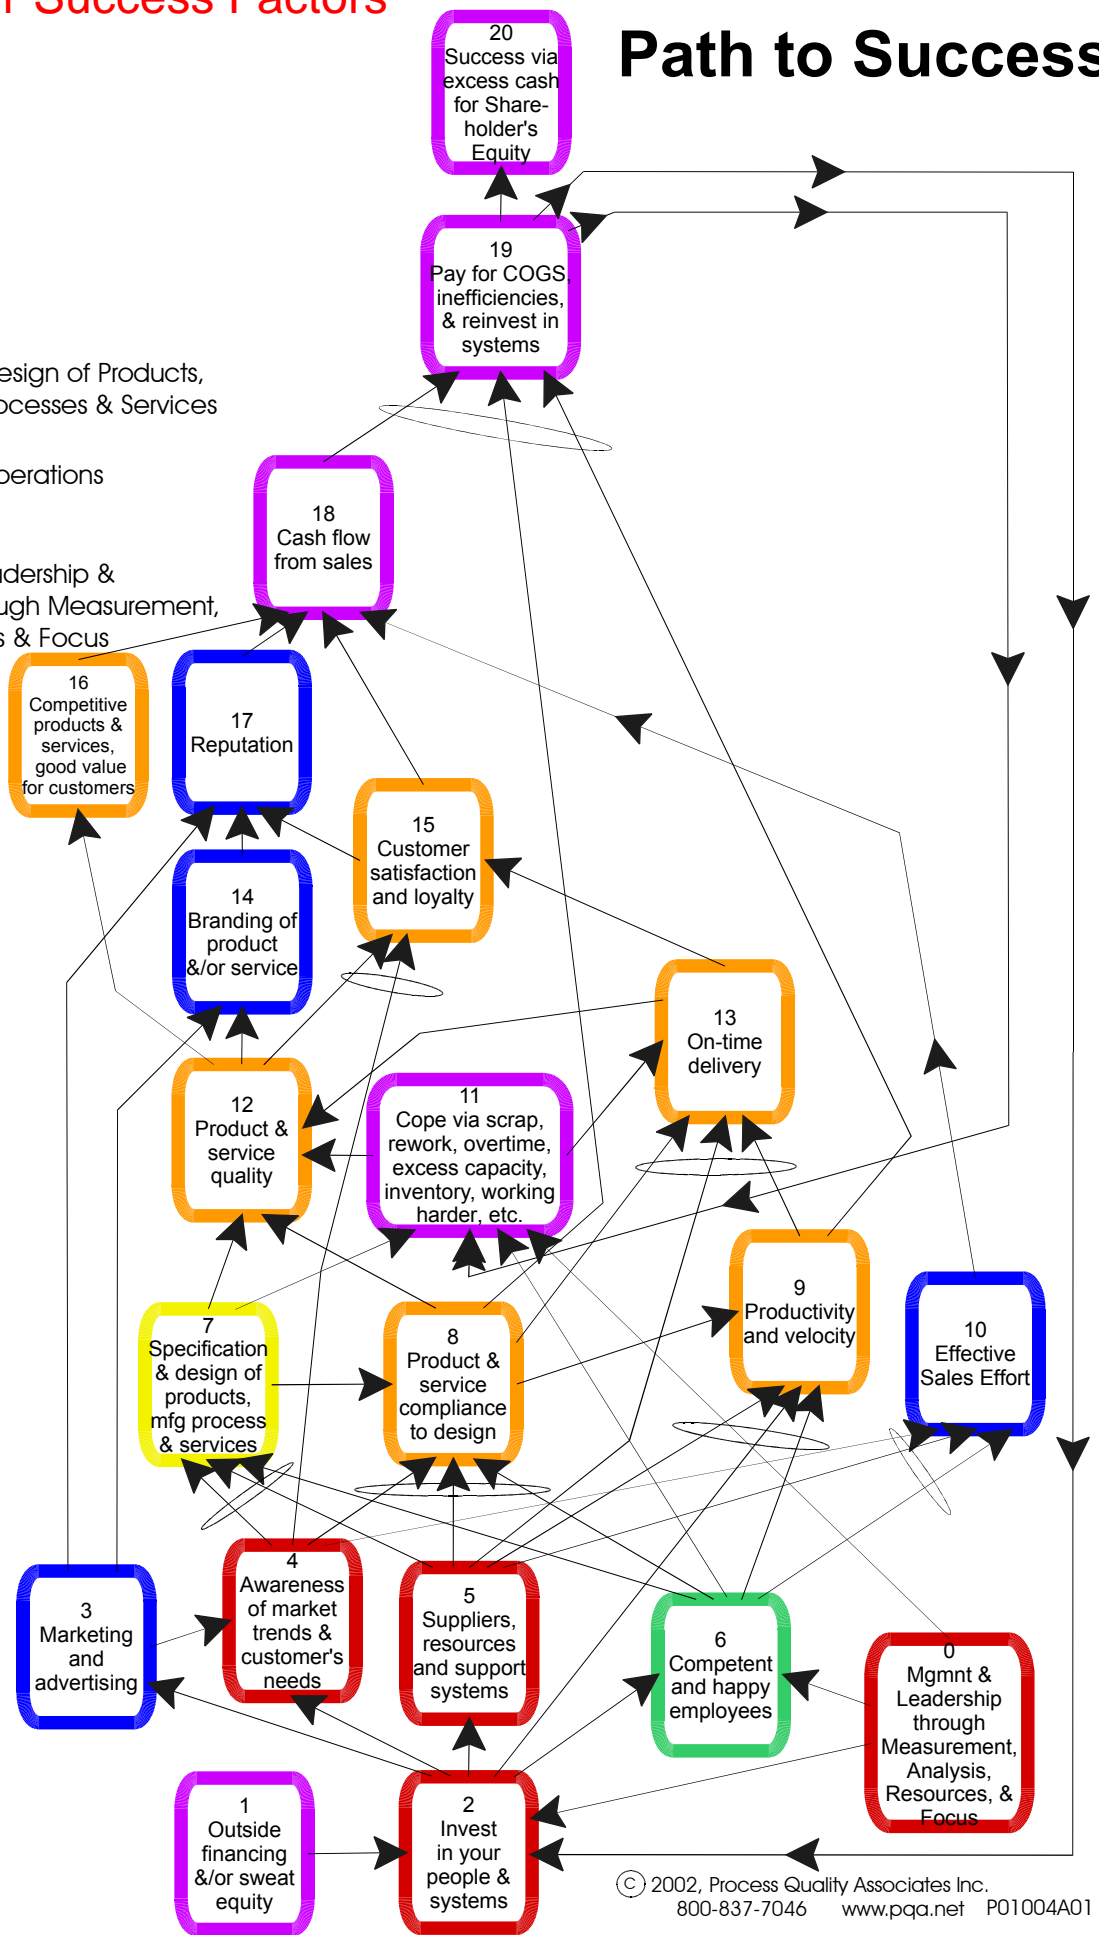 r Success Factors
Path to Success
20
Success via
excess cash
for Share-
holder's
Equity
19
Pay for COGS,
inefficiencies,
& reinvest in
systems
esign of Products,
ocesses & Services
perations
adership &
ugh Measurement,
s & Focus
18
Cash flow
from sales
16
Competitive
products &
services,
good value
for customers
17
Reputation
15
Customer
satisfaction
and loyalty
14
Branding of
product
&/or service
13
On-time
delivery
12
Product &
service
quality
11
Cope via scrap,
rework, overtime,
excess capacity,
inventory, working
harder, etc.
9
Productivity
and velocity
10
Effective
Sales Effort
7
Specification
& design of
products,
mfg process
& services
8
Product &
service
compliance
to design
3
Marketing
and
advertising
4
Awareness
of market
trends &
customer's
needs
5
Suppliers,
resources
and support
systems
6
Competent
and happy
employees
0
Mgmnt &
Leadership
through
Measurement,
Analysis,
Resources, &
Focus
1
Outside
financing
&/or sweat
equity
2
Invest
in your
people &
systems
© 2002, Process Quality Associates Inc.
800-837-7046 www.pqa.net P01004A01